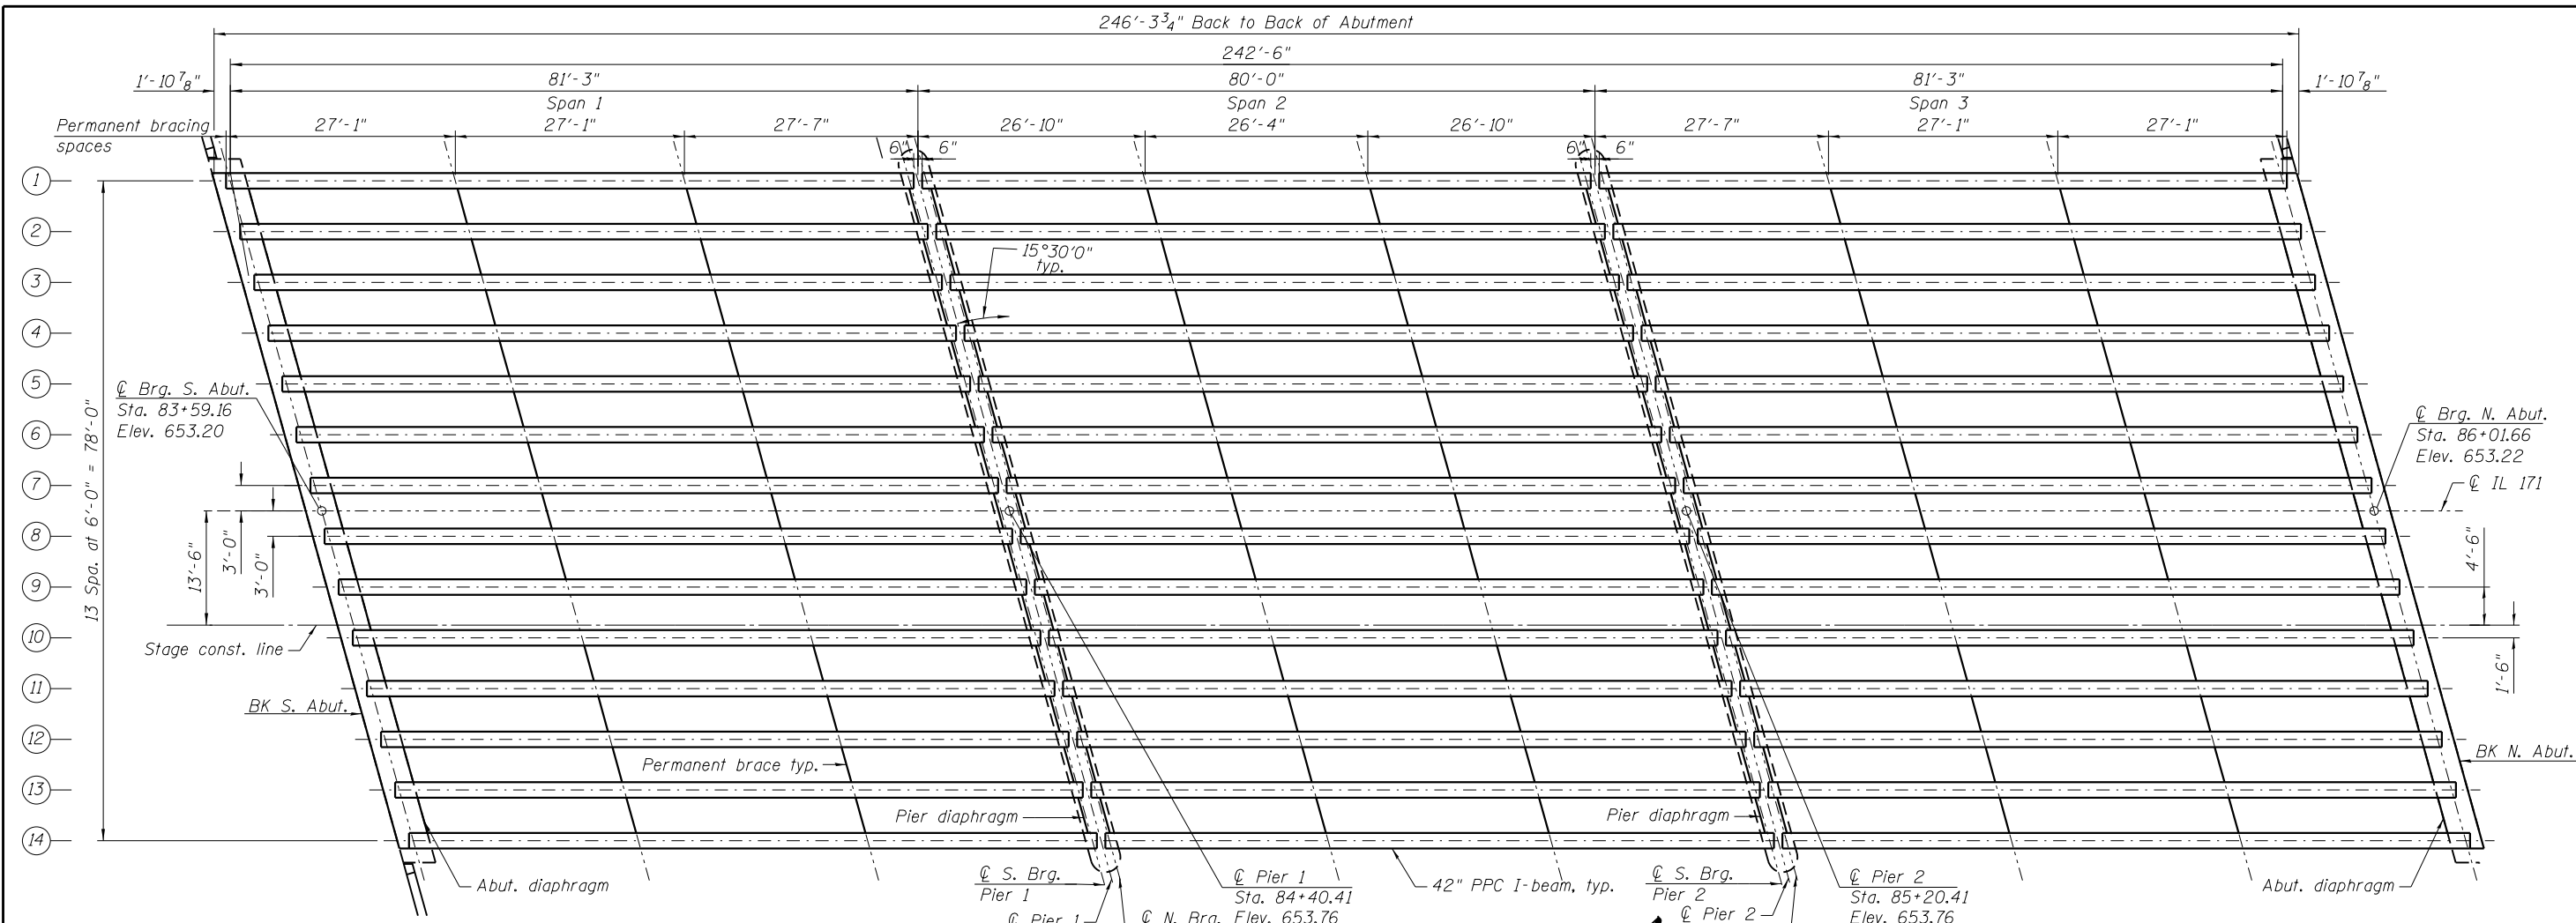 246'-3 3/4" Back to Back of Abutment
242'-6"
1'-10 7/8" 81'-3" 80'-0" 81'-3" 1'-10 7/8"
Span 1 Span 2 Span 3
Permanent bracing
spaces
27'-1" 27'-1" 27'-7" 26'-10" 26'-4" 26'-10" 27'-7" 27'-1" 27'-1"
6" 6" 6" 6"
1
2
3
4
5
6
7
8
9
10
11
12
13
14
13 Spa. at 6'-0" = 78'-0"
15°30'0"
typ.
℄ Brg. S. Abut.
Sta. 83+59.16
Elev. 653.20
℄ Brg. N. Abut.
Sta. 86+01.66
Elev. 653.22
℄ IL 171
13'-6"
3'-0"
3'-0"
4'-6"
1'-6"
Stage const. line
BK S. Abut.
BK N. Abut.
Permanent brace typ.
Pier diaphragm
Pier diaphragm
Abut. diaphragm
℄ S. Brg.
Pier 1
℄ Pier 1
℄ N. Brg.
℄ Pier 1
Sta. 84+40.41
Elev. 653.76
42" PPC I-beam, typ.
℄ S. Brg.
Pier 2
℄ Pier 2
℄ Pier 2
Sta. 85+20.41
Elev. 653.76
Abut. diaphragm